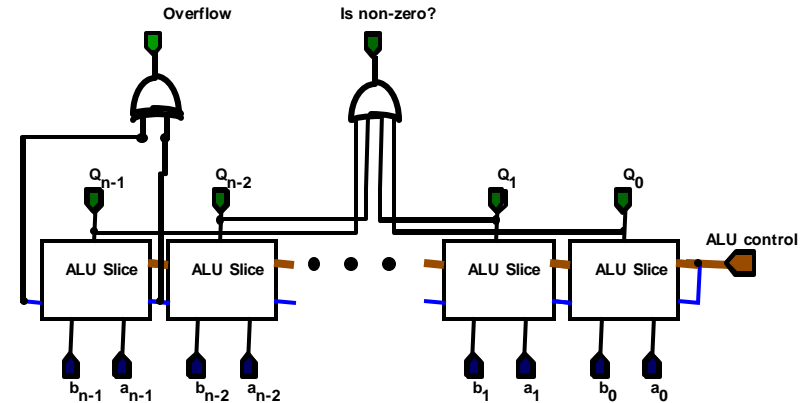 Overflow
Is non-zero?
Qn-1
Qn-2
Q1
Q0
ALU control
ALU Slice
ALU Slice
ALU Slice
ALU Slice
bn-1
an-1
bn-2
an-2
b1
a1
b0
a0